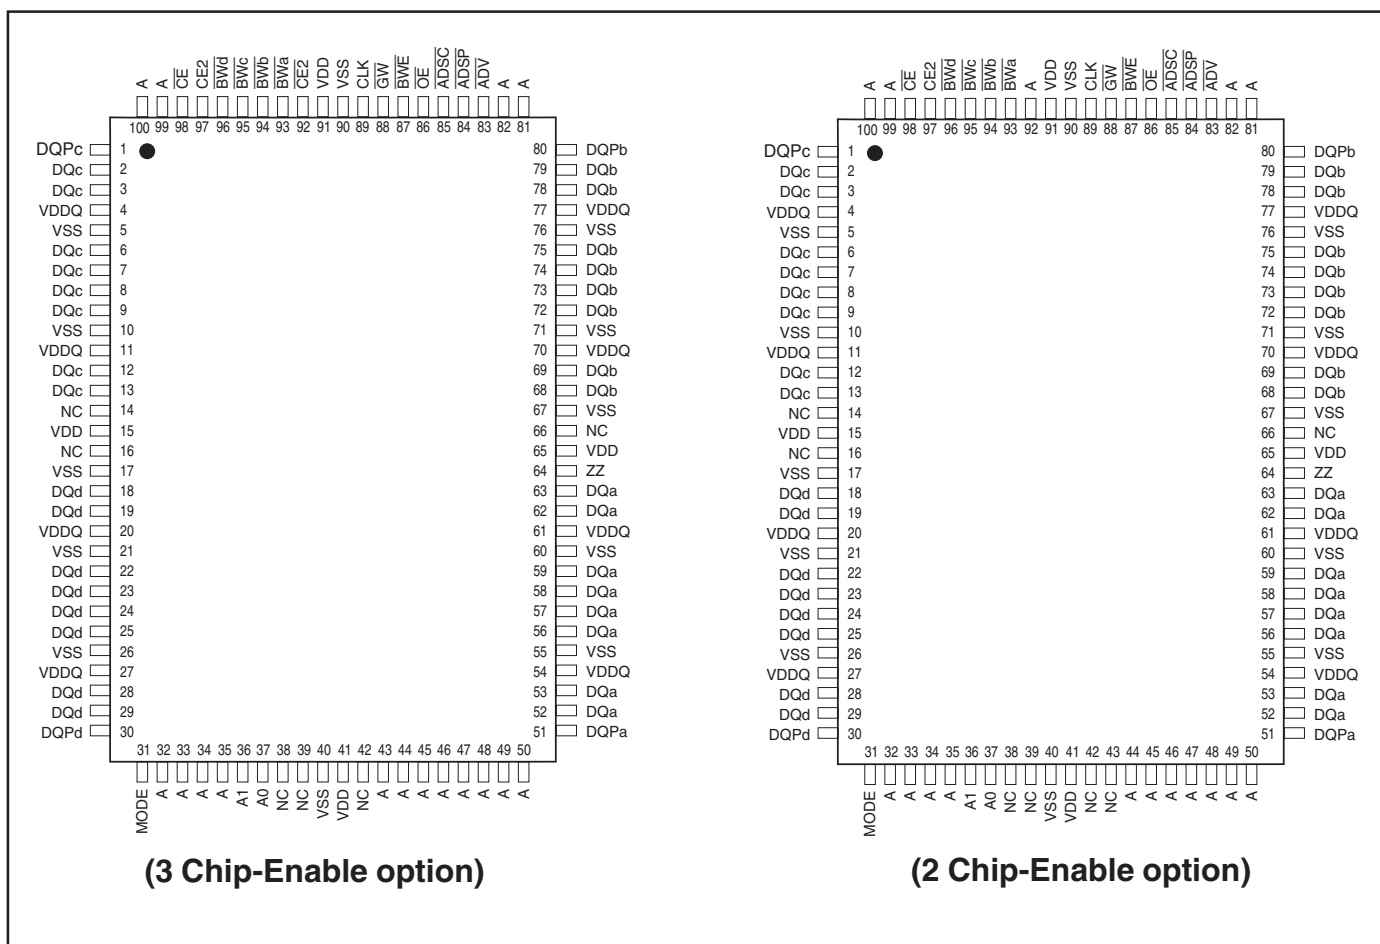 A A CE CE2 BWd BWc BWb BWa CE2 VDD VSS CLK GW BWE OE ADSC ADSP ADV A A
100 99 98 97 96 95 94 93 92 91 90 89 88 87 86 85 84 83 82 81
DQPc 1 80 DQPb
DQc 2 79 DQb
DQc 3 78 DQb
VDDQ 4 77 VDDQ
VSS 5 76 VSS
DQc 6 75 DQb
DQc 7 74 DQb
DQc 8 73 DQb
DQc 9 72 DQb
VSS 10 71 VSS
VDDQ 11 70 VDDQ
DQc 12 69 DQb
DQc 13 68 DQb
NC 14 67 VSS
VDD 15 66 NC
NC 16 65 VDD
VSS 17 64 ZZ
DQd 18 63 DQa
DQd 19 62 DQa
VDDQ 20 61 VDDQ
VSS 21 60 VSS
DQd 22 59 DQa
DQd 23 58 DQa
DQd 24 57 DQa
DQd 25 56 DQa
VSS 26 55 VSS
VDDQ 27 54 VDDQ
DQd 28 53 DQa
DQd 29 52 DQa
DQPd 30 51 DQPa
31 32 33 34 35 36 37 38 39 40 41 42 43 44 45 46 47 48 49 50
MODE A A A A A1 A0 NC NC VSS VDD NC A A A A A A A A
(3 Chip-Enable option)
A A CE CE2 BWd BWc BWb BWa A VDD VSS CLK GW BWE OE ADSC ADSP ADV A A
100 99 98 97 96 95 94 93 92 91 90 89 88 87 86 85 84 83 82 81
DQPc 1 80 DQPb
DQc 2 79 DQb
DQc 3 78 DQb
VDDQ 4 77 VDDQ
VSS 5 76 VSS
DQc 6 75 DQb
DQc 7 74 DQb
DQc 8 73 DQb
DQc 9 72 DQb
VSS 10 71 VSS
VDDQ 11 70 VDDQ
DQc 12 69 DQb
DQc 13 68 DQb
NC 14 67 VSS
VDD 15 66 NC
NC 16 65 VDD
VSS 17 64 ZZ
DQd 18 63 DQa
DQd 19 62 DQa
VDDQ 20 61 VDDQ
VSS 21 60 VSS
DQd 22 59 DQa
DQd 23 58 DQa
DQd 24 57 DQa
DQd 25 56 DQa
VSS 26 55 VSS
VDDQ 27 54 VDDQ
DQd 28 53 DQa
DQd 29 52 DQa
DQPd 30 51 DQPa
31 32 33 34 35 36 37 38 39 40 41 42 43 44 45 46 47 48 49 50
MODE A A A A A1 A0 NC NC VSS VDD NC NC A A A A A A A
(2 Chip-Enable option)